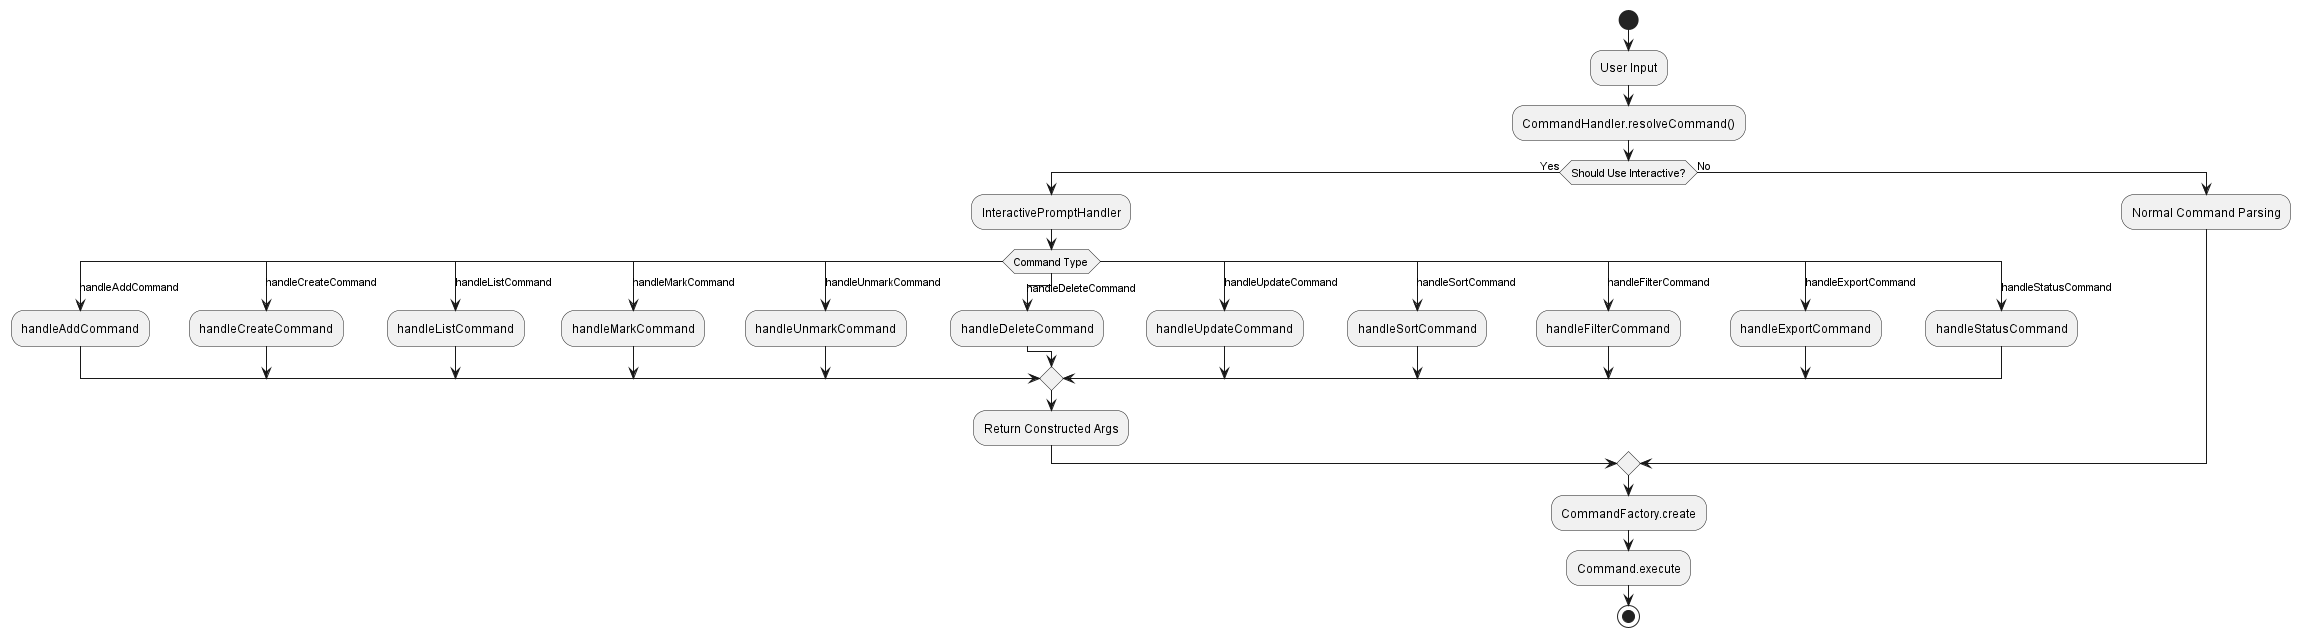 User Input
CommandHandler.resolveCommand()
Yes
Should Use Interactive?
No
InteractivePromptHandler
Normal Command Parsing
Command Type
handleAddCommand
handleCreateCommand
handleListCommand
handleMarkCommand
handleUnmarkCommand
handleDeleteCommand
handleUpdateCommand
handleSortCommand
handleFilterCommand
handleExportCommand
handleStatusCommand
handleAddCommand
handleCreateCommand
handleListCommand
handleMarkCommand
handleUnmarkCommand
handleDeleteCommand
handleUpdateCommand
handleSortCommand
handleFilterCommand
handleExportCommand
handleStatusCommand
Return Constructed Args
CommandFactory.create
Command.execute